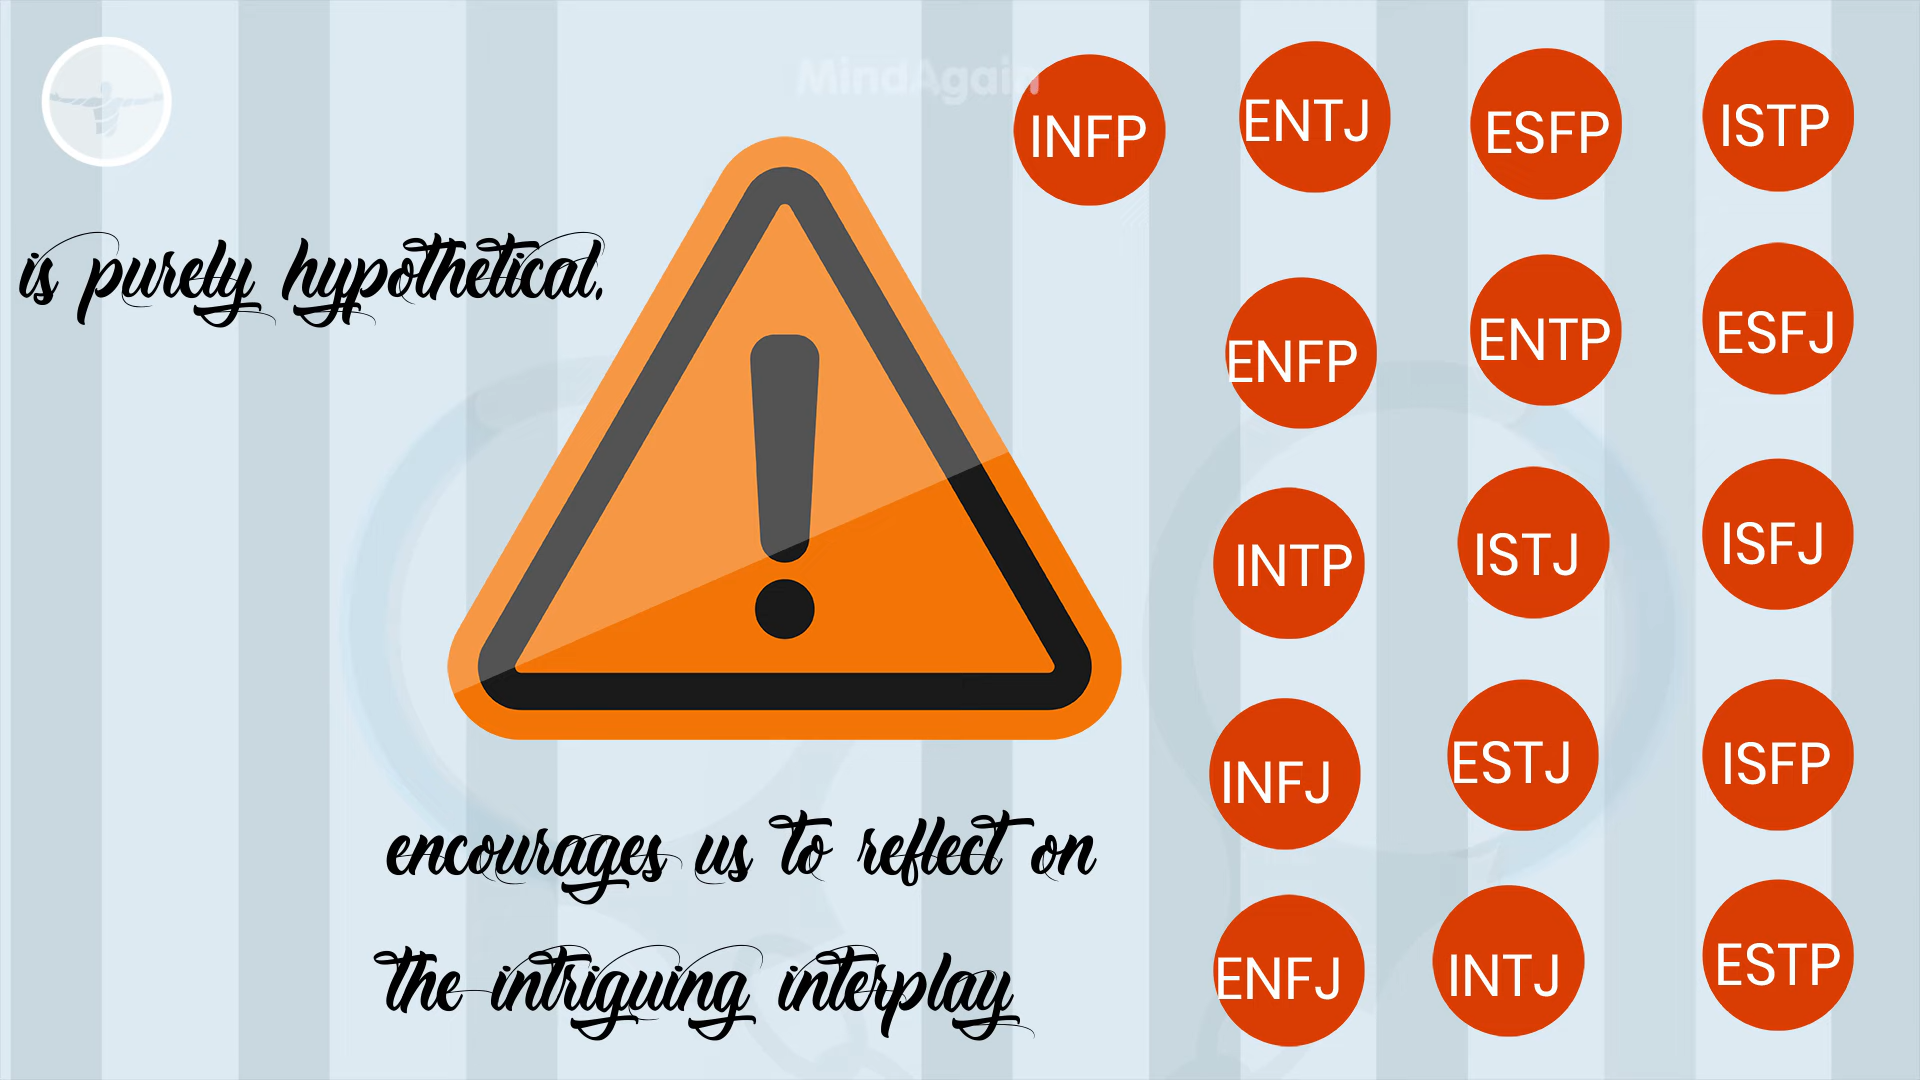 MindAgain
is purely hypothetical,
encourages us to reflect on
the intriguing interplay
INFP
ENTJ
ESFP
ISTP
ENFP
ENTP
ESFJ
INTP
ISTJ
ISFJ
INFJ
ESTJ
ISFP
ENFJ
INTJ
ESTP